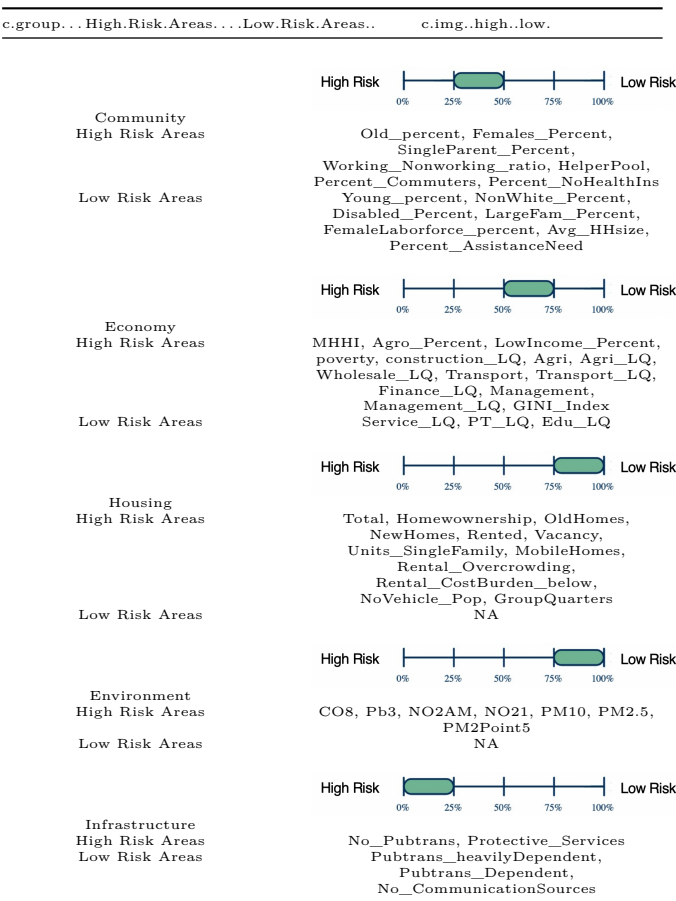 c.group...High.Risk.Areas....Low.Risk.Areas.. c.img..high..low.
High Risk Low Risk
0% 25% 50% 75% 100%
Community
High Risk Areas Old_percent, Females_Percent,
SingleParent_Percent,
Working_Nonworking_ratio, HelperPool,
Percent_Commuters, Percent_NoHealthIns
Low Risk Areas Young_percent, NonWhite_Percent,
Disabled_Percent, LargeFam_Percent,
FemaleLaborforce_percent, Avg_HHsize,
Percent_AssistanceNeed
High Risk Low Risk
0% 25% 50% 75% 100%
Economy
High Risk Areas MHHI, Agro_Percent, LowIncome_Percent,
poverty, construction_LQ, Agri, Agri_LQ,
Wholesale_LQ, Transport, Transport_LQ,
Finance_LQ, Management,
Management_LQ, GINI_Index
Low Risk Areas Service_LQ, PT_LQ, Edu_LQ
High Risk Low Risk
0% 25% 50% 75% 100%
Housing
High Risk Areas Total, Homewownership, OldHomes,
NewHomes, Rented, Vacancy,
Units_SingleFamily, MobileHomes,
Rental_Overcrowding,
Rental_CostBurden_below,
NoVehicle_Pop, GroupQuarters
Low Risk Areas NA
High Risk Low Risk
0% 25% 50% 75% 100%
Environment
High Risk Areas CO8, Pb3, NO2AM, NO21, PM10, PM2.5,
PM2Point5
Low Risk Areas NA
High Risk Low Risk
0% 25% 50% 75% 100%
Infrastructure
High Risk Areas No_Pubtrans, Protective_Services
Low Risk Areas Pubtrans_heavilyDependent,
Pubtrans_Dependent,
No_CommunicationSources